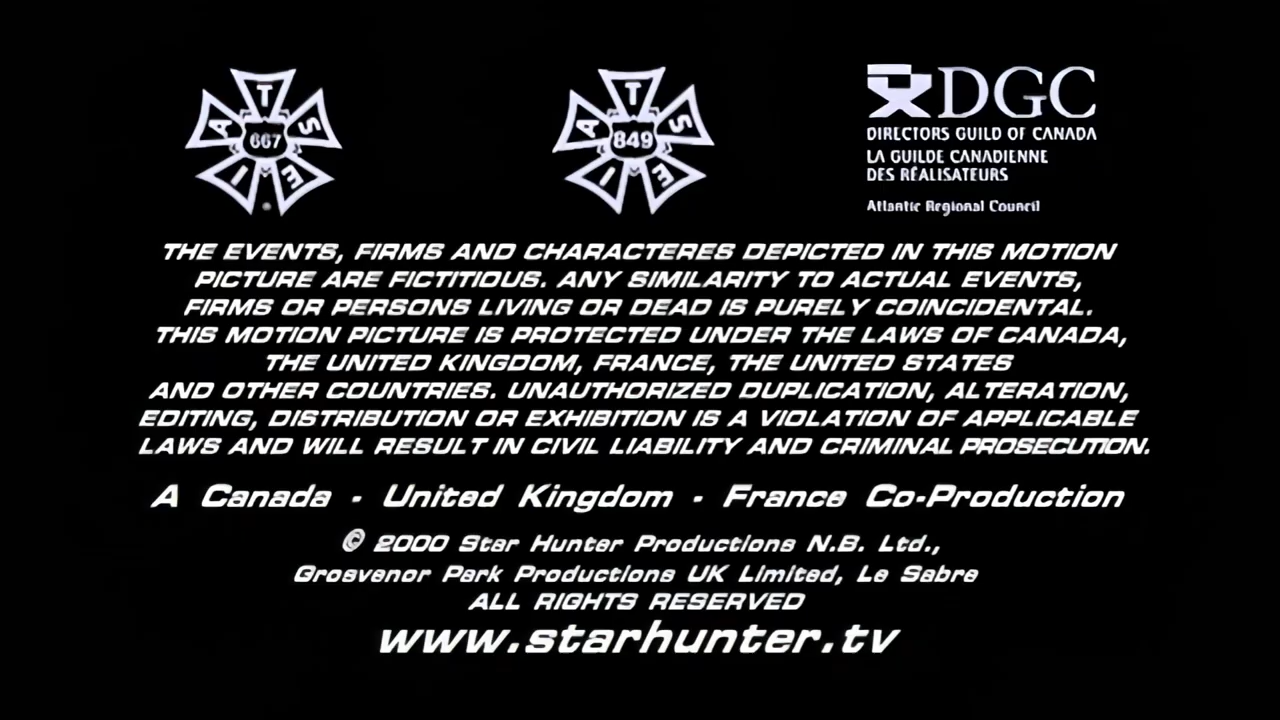 IATSE 667
IATSE 849
DGC
DIRECTORS GUILD OF CANADA
LA GUILDE CANADIENNE
DES RÉALISATEURS
Atlantic Regional Council
THE EVENTS, FIRMS AND CHARACTERES DEPICTED IN THIS MOTION
PICTURE ARE FICTITIOUS. ANY SIMILARITY TO ACTUAL EVENTS,
FIRMS OR PERSONS LIVING OR DEAD IS PURELY COINCIDENTAL.
THIS MOTION PICTURE IS PROTECTED UNDER THE LAWS OF CANADA,
THE UNITED KINGDOM, FRANCE, THE UNITED STATES
AND OTHER COUNTRIES. UNAUTHORIZED DUPLICATION, ALTERATION,
EDITING, DISTRIBUTION OR EXHIBITION IS A VIOLATION OF APPLICABLE
LAWS AND WILL RESULT IN CIVIL LIABILITY AND CRIMINAL PROSECUTION.
A Canada - United Kingdom - France Co-Production
© 2000 Star Hunter Productions N.B. Ltd.,
Grosvenor Park Productions UK Limited, Le Sabre
ALL RIGHTS RESERVED
www.starhunter.tv